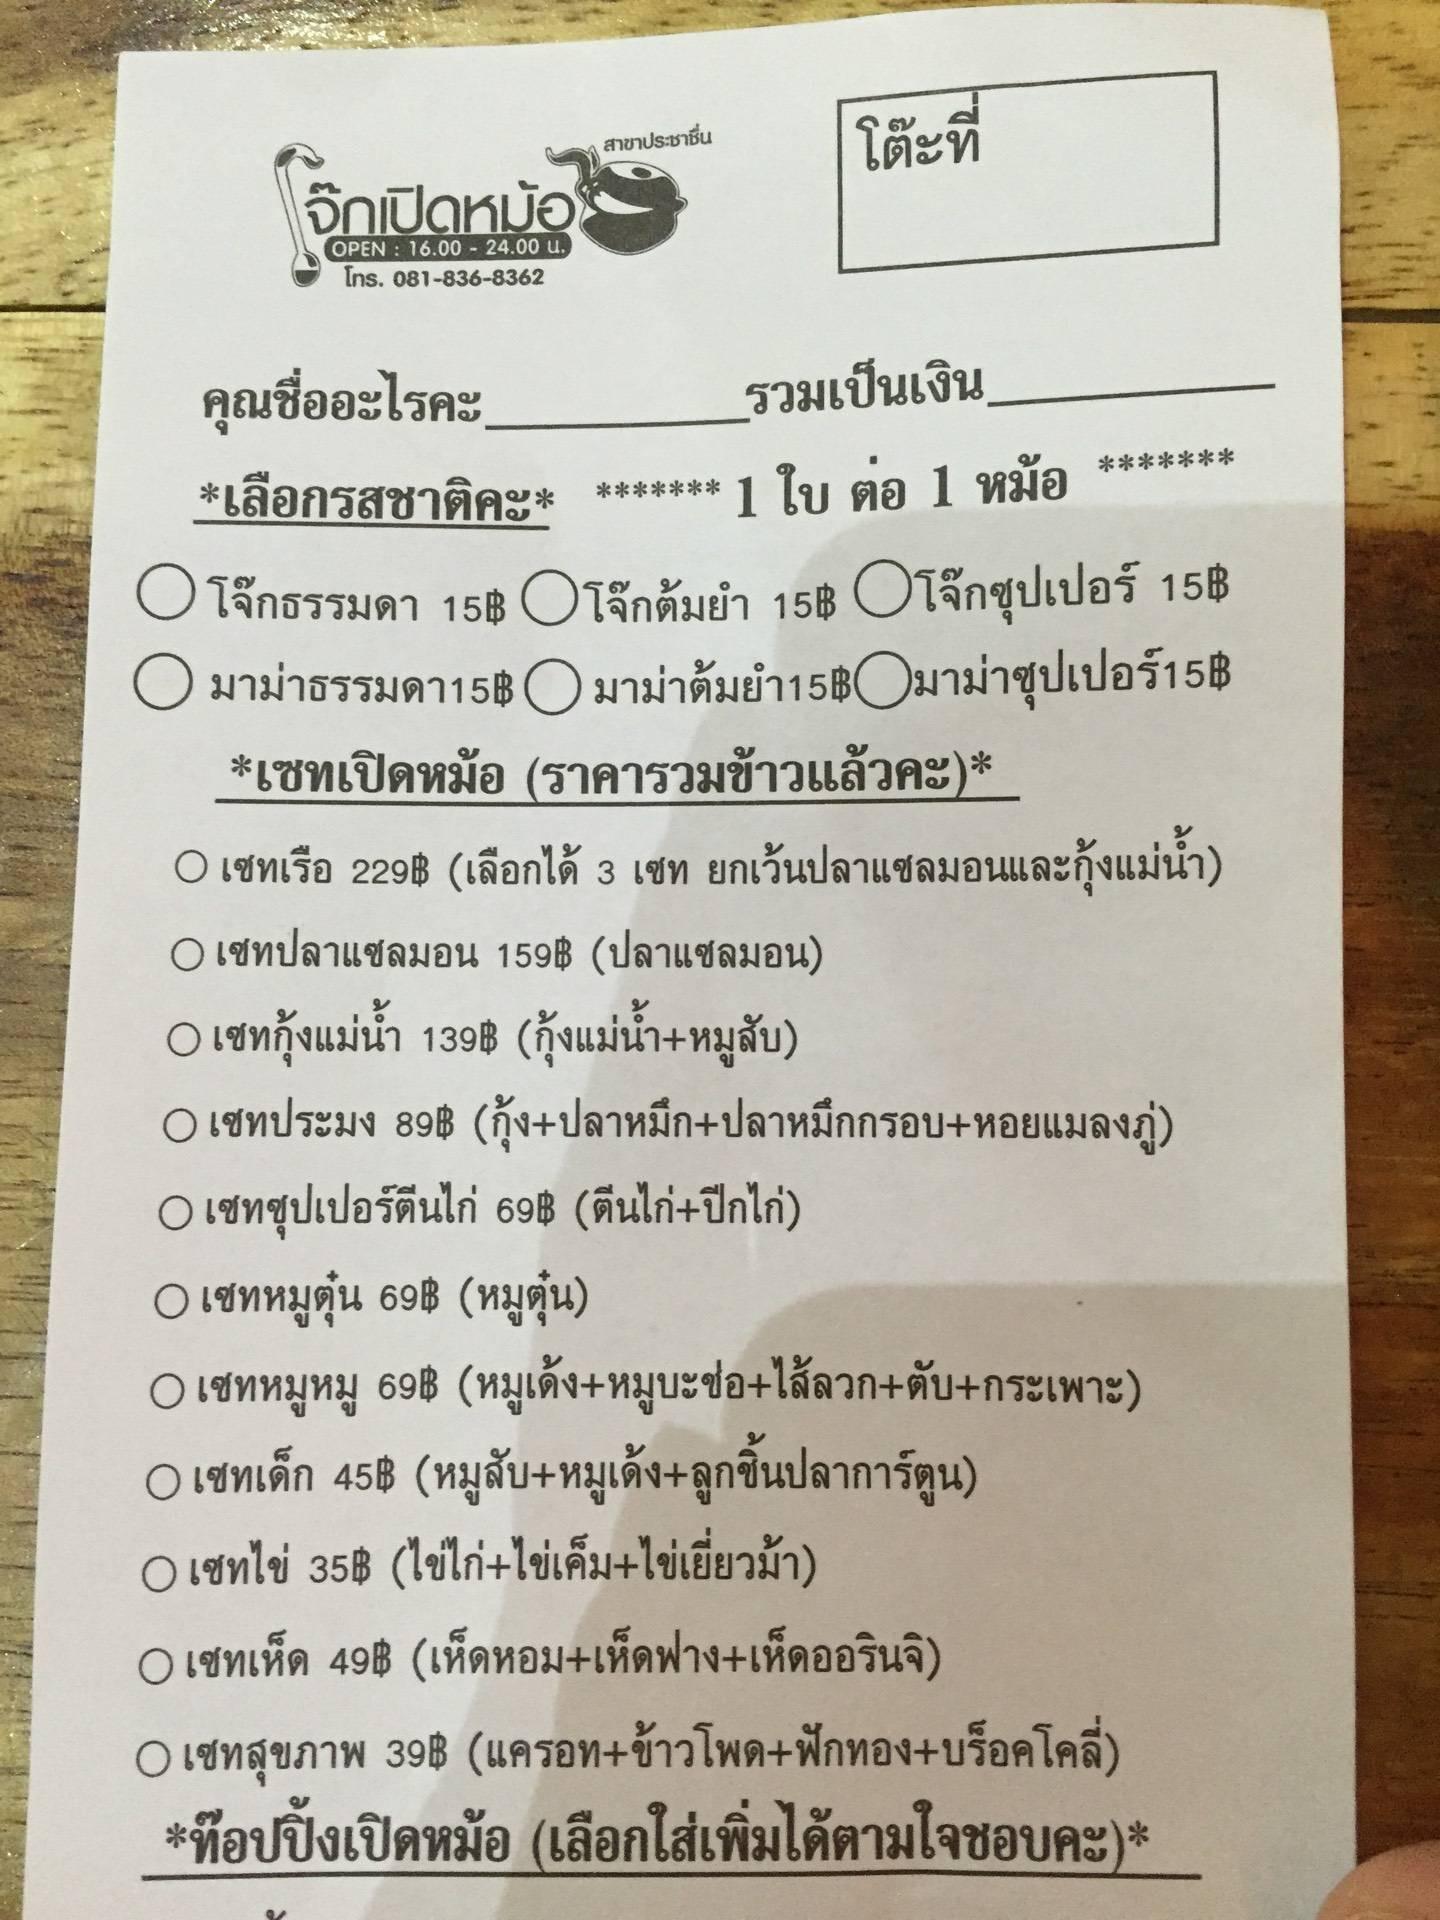 สาขาประชาชื่น
โจ๊กเปิดหม้อ
OPEN : 16.00 - 24.00 น.
โทร. 081-836-8362
โต๊ะที่
คุณชื่ออะไรคะ__________รวมเป็นเงิน__________
*เลือกรสชาติคะ* ******* 1 ใบ ต่อ 1 หม้อ *******
โจ๊กธรรมดา 15฿ โจ๊กต้มยำ 15฿ โจ๊กซุปเปอร์ 15฿
มาม่าธรรมดา15฿ มาม่าต้มยำ15฿ มาม่าซุปเปอร์15฿
*เซทเปิดหม้อ (ราคารวมข้าวแล้วคะ)*
เซทเรือ 229฿ (เลือกได้ 3 เซท ยกเว้นปลาแซลมอนและกุ้งแม่น้ำ)
เซทปลาแซลมอน 159฿ (ปลาแซลมอน)
เซทกุ้งแม่น้ำ 139฿ (กุ้งแม่น้ำ+หมูสับ)
เซทประมง 89฿ (กุ้ง+ปลาหมึก+ปลาหมึกกรอบ+หอยแมลงภู่)
เซทซุปเปอร์ตีนไก่ 69฿ (ตีนไก่+ปีกไก่)
เซทหมูตุ๋น 69฿ (หมูตุ๋น)
เซทหมูหมู 69฿ (หมูเด้ง+หมูบะช่อ+ไส้ลวก+ตับ+กระเพาะ)
เซทเด็ก 45฿ (หมูสับ+หมูเด้ง+ลูกชิ้นปลาการ์ตูน)
เซทไข่ 35฿ (ไข่ไก่+ไข่เค็ม+ไข่เยี่ยวม้า)
เซทเห็ด 49฿ (เห็ดหอม+เห็ดฟาง+เห็ดออรินจิ)
เซทสุขภาพ 39฿ (แครอท+ข้าวโพด+ฟักทอง+บร็อคโคลี่)
*ท๊อปปิ้งเปิดหม้อ (เลือกใส่เพิ่มได้ตามใจชอบคะ)*